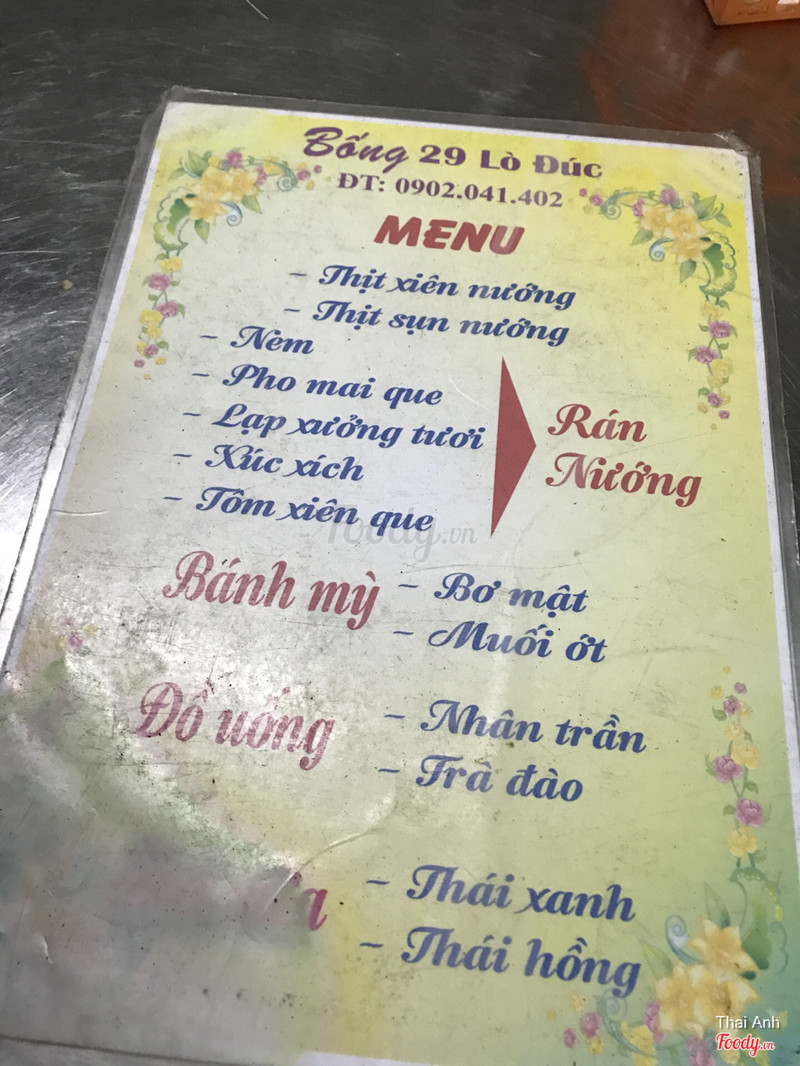 Bống 29 Lò Đúc
ĐT: 0902.041.402
MENU
- Thịt xiên nướng
- Thịt sụn nướng
- Nem
- Pho mai que
- Lạp xưởng tươi
- Xúc xích
- Tôm xiên que
Rán
Nướng
Foody.vn
Bánh mỳ
- Bơ mật
- Muối ớt
Đồ uống
- Nhân trần
- Trà đào
- Thái xanh
- Thái hồng
Thai Anh
Foody.vn